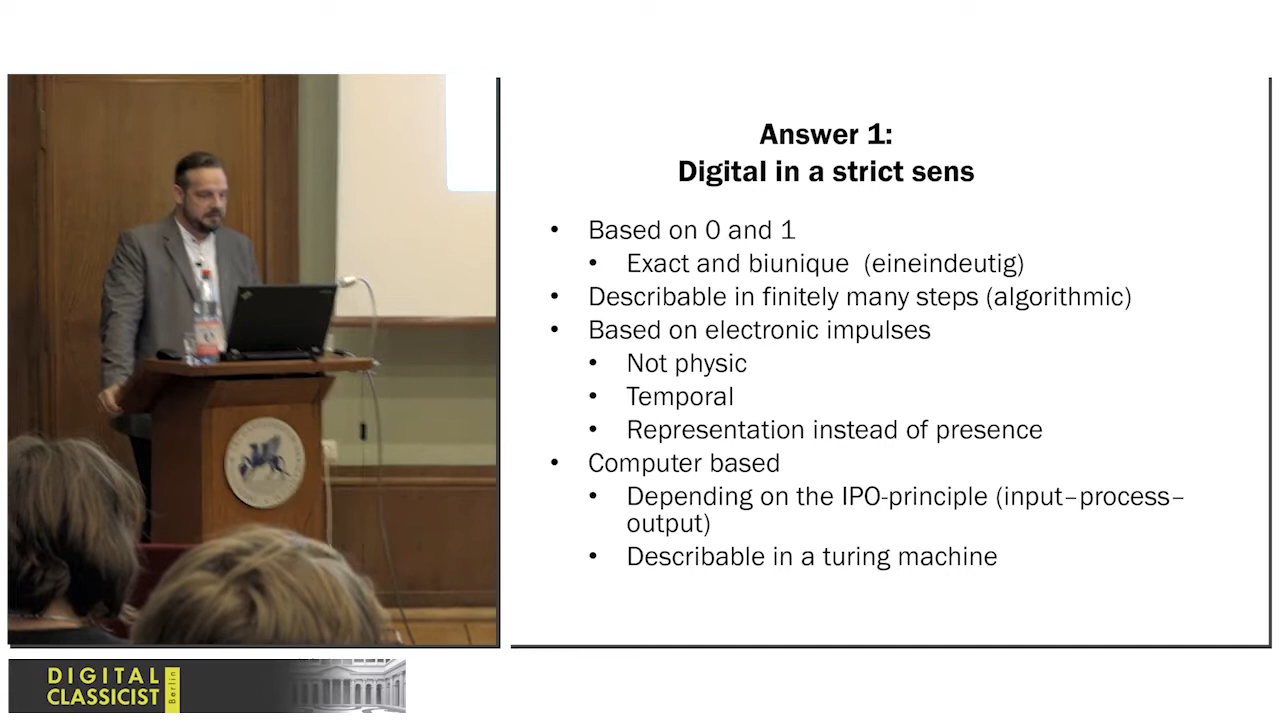 Answer 1:
Digital in a strict sens
• Based on 0 and 1
• Exact and biunique (eineindeutig)
• Describable in finitely many steps (algorithmic)
• Based on electronic impulses
• Not physic
• Temporal
• Representation instead of presence
• Computer based
• Depending on the IPO-principle (input–process–
output)
• Describable in a turing machine
DIGITAL
CLASSICIST
Berlin